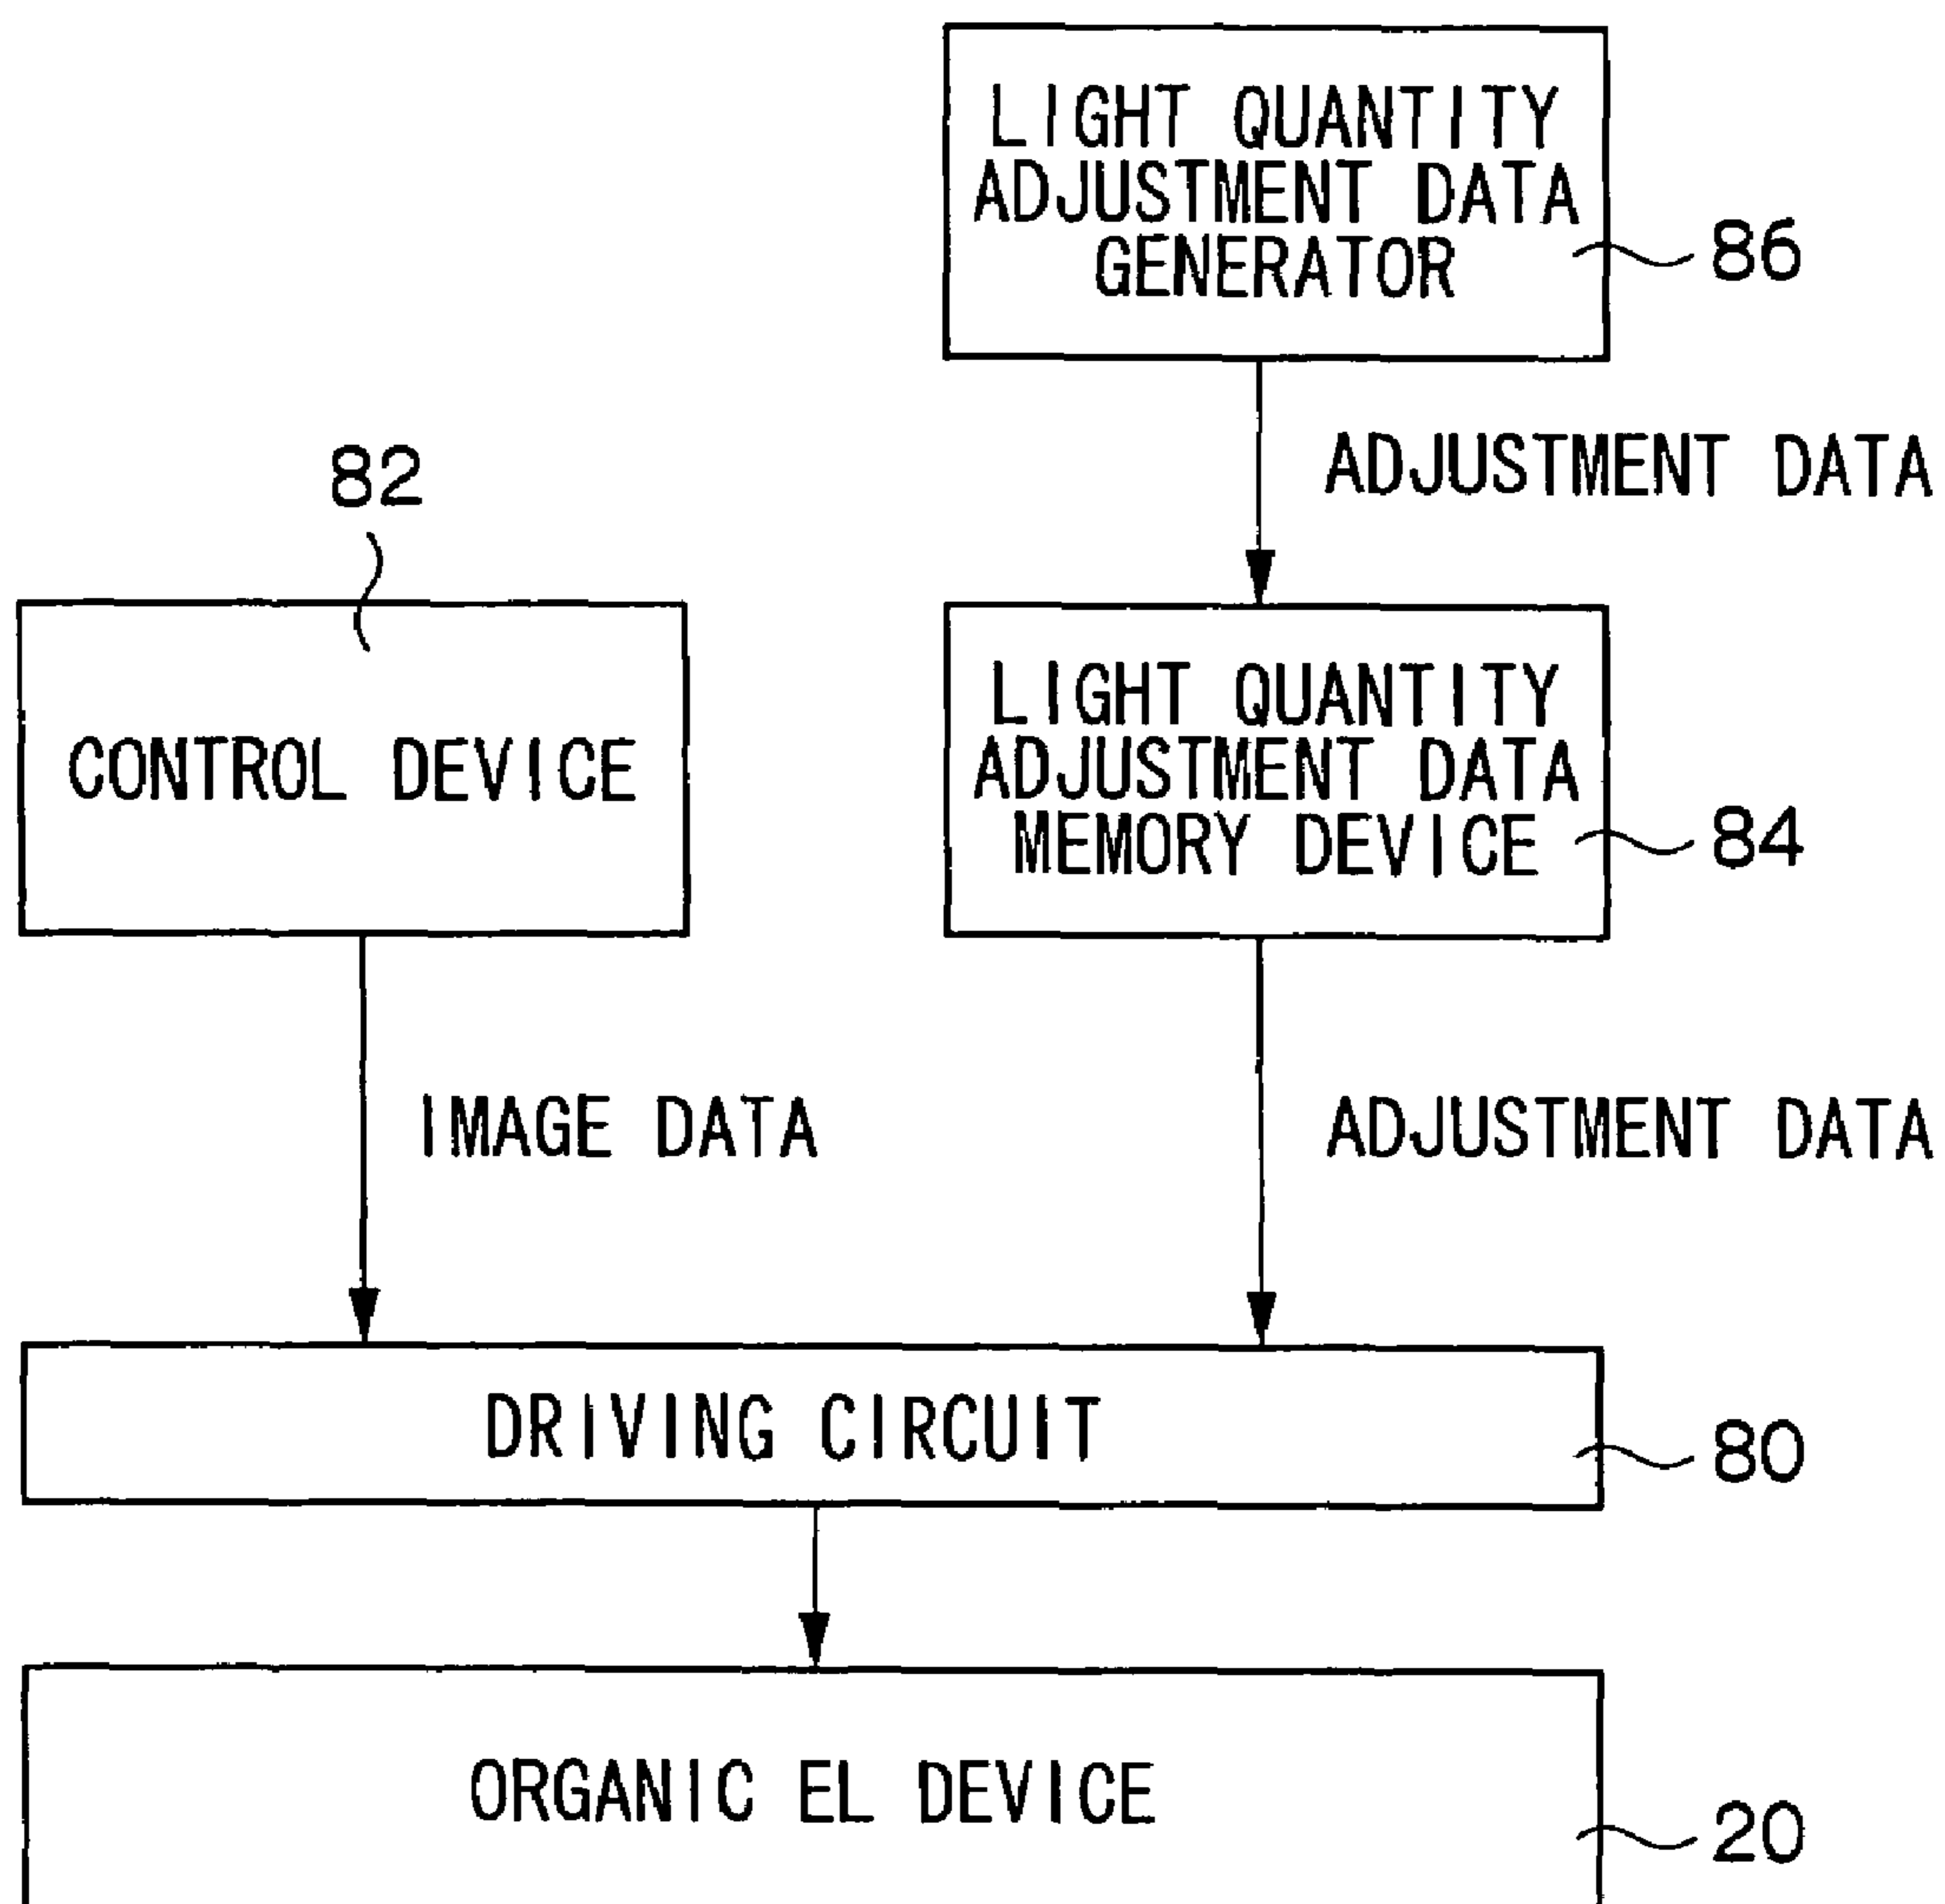 LIGHT QUANTITY
ADJUSTMENT DATA
GENERATOR
86
ADJUSTMENT DATA
82
CONTROL DEVICE
LIGHT QUANTITY
ADJUSTMENT DATA
MEMORY DEVICE
84
IMAGE DATA
ADJUSTMENT DATA
DRIVING CIRCUIT
80
ORGANIC EL DEVICE
20